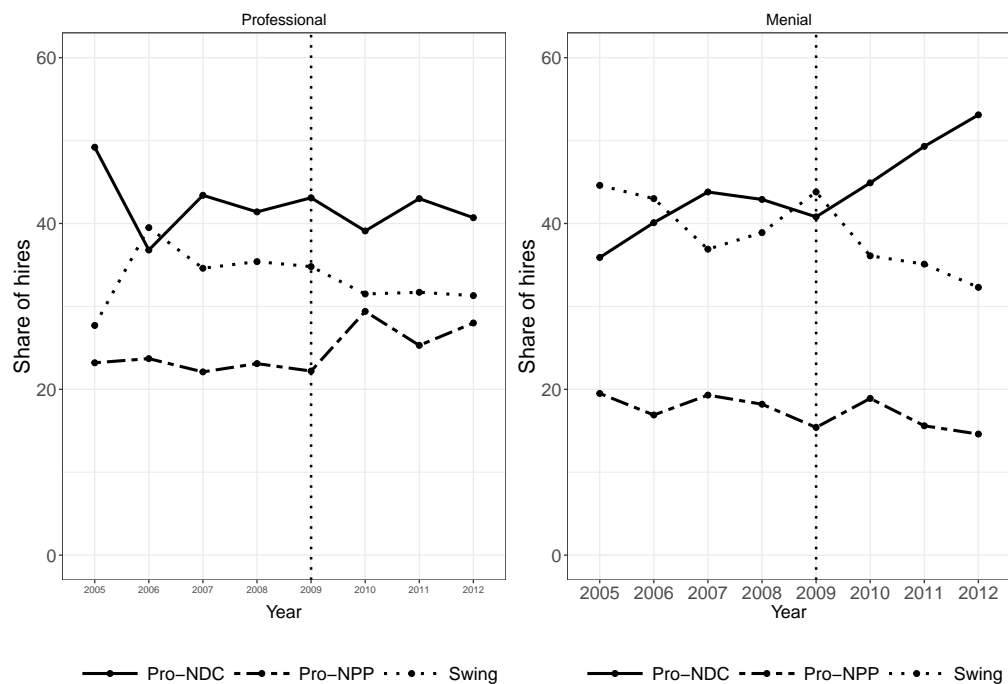 Professional
Share of hires
60
40
20
0
2005 2006 2007 2008 2009 2010 2011 2012
Year
Pro−NDC Pro−NPP Swing
Menial
Share of hires
60
40
20
0
2005 2006 2007 2008 2009 2010 2011 2012
Year
Pro−NDC Pro−NPP Swing